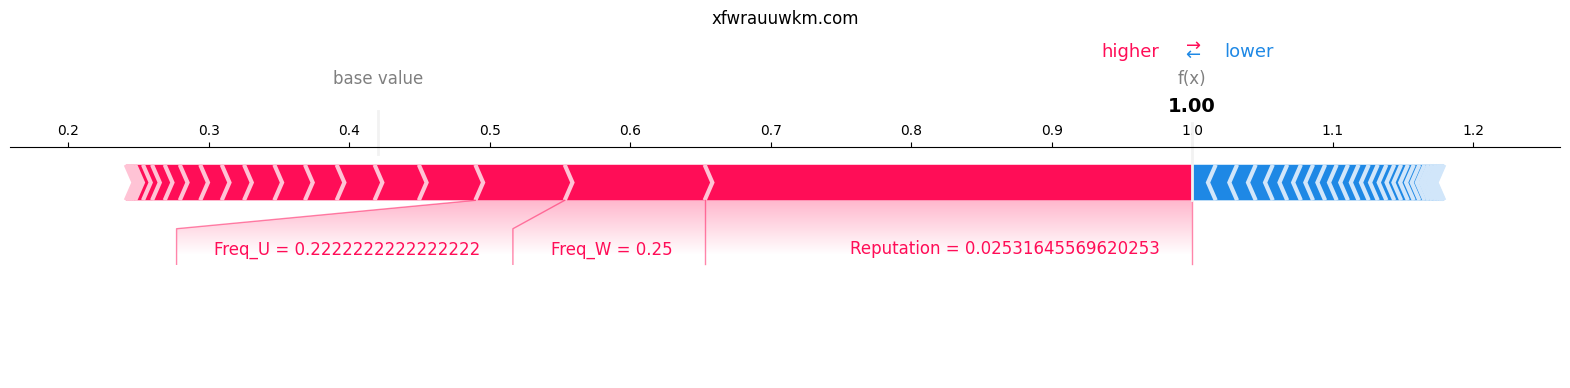 xfwrauuwkm.com
higher ⇄ lower
base value f(x)
1.00
0.2 0.3 0.4 0.5 0.6 0.7 0.8 0.9 1.0 1.1 1.2
Freq_U = 0.2222222222222222 Freq_W = 0.25 Reputation = 0.02531645569620253